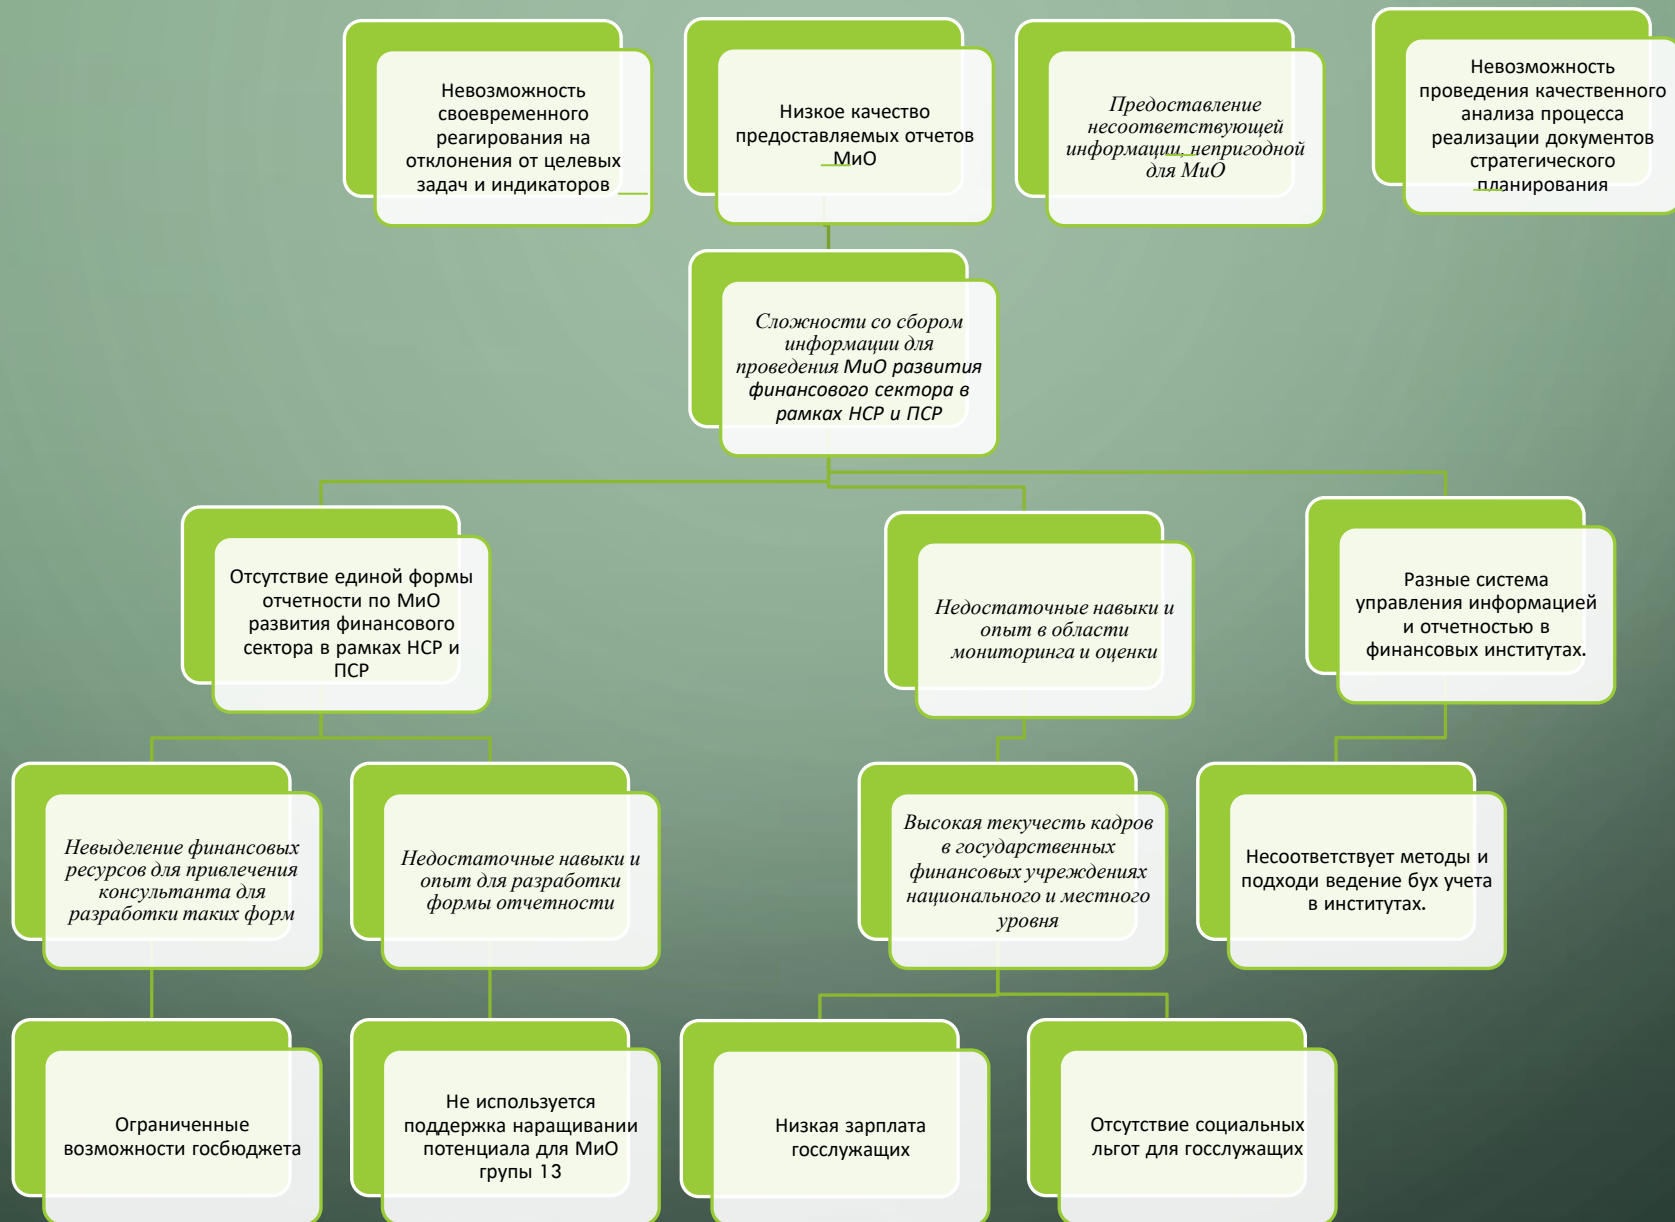 Невозможность
своевременного
реагирования на
отклонения от целевых
задач и индикаторов
Низкое качество
предоставляемых отчетов
МиО
Предоставление
несоответствующей
информации, непригодной
для МиО
Невозможность
проведения качественного
анализа процесса
реализации документов
стратегического
планирования
Сложности со сбором
информации для
проведения МиО развития
финансового сектора в
рамках НСР и ПСР
Отсутствие единой формы
отчетности по МиО
развития финансового
сектора в рамках НСР и
ПСР
Недостаточные навыки и
опыт в области
мониторинга и оценки
Разные система
управления информацией
и отчетностью в
финансовых институтах.
Невыделение финансовых
ресурсов для привлечения
консультанта для
разработки таких форм
Недостаточные навыки и
опыт для разработки
формы отчетности
Высокая текучесть кадров
в государственных
финансовых учреждениях
национального и местного
уровня
Несоответствует методы и
подходи ведение бух учета
в институтах.
Ограниченные
возможности госбюджета
Не используется
поддержка наращивании
потенциала для МиО
групы 13
Низкая зарплата
госслужащих
Отсутствие социальных
льгот для госслужащих